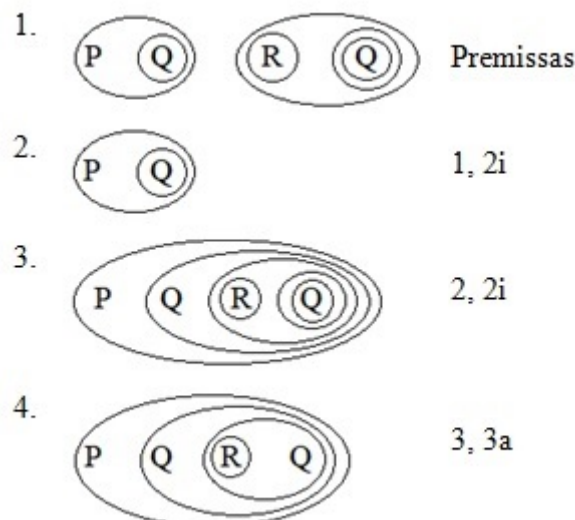 1. P Q R Q Premissas
2. P Q 1, 2i
3. P Q R Q 2, 2i
4. P Q R Q 3, 3a